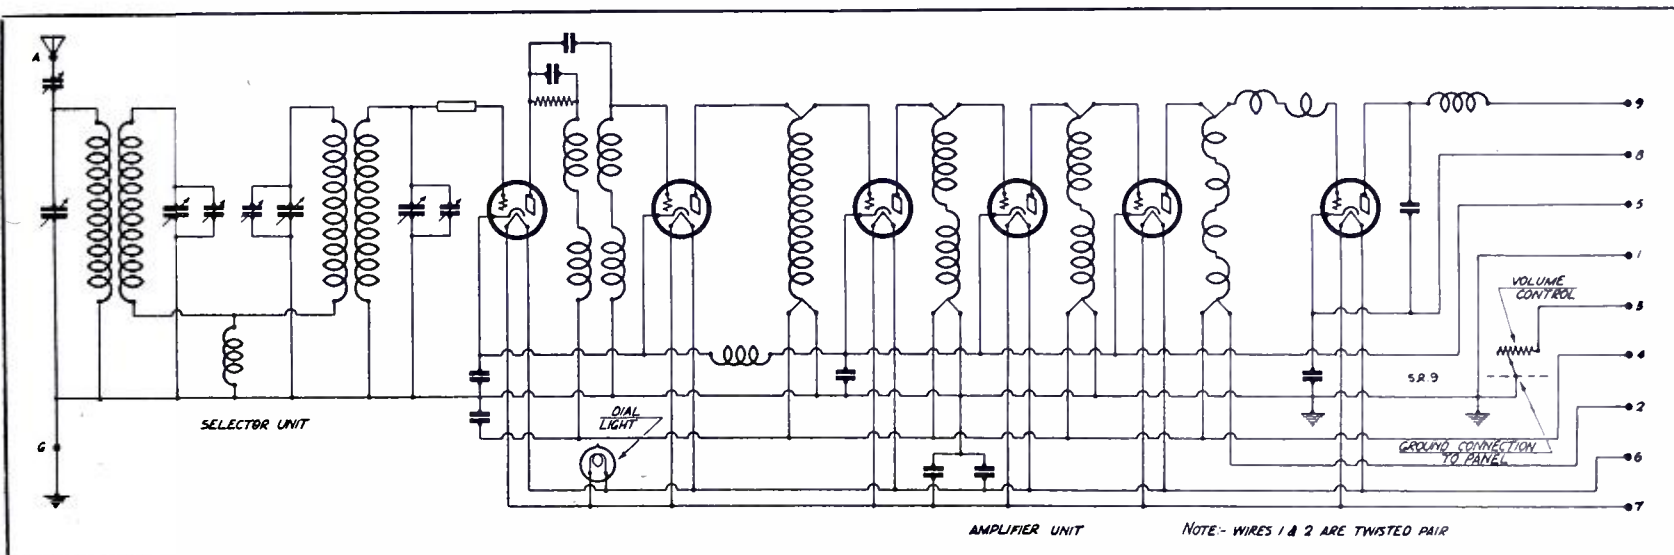 A
G
SELECTOR UNIT
DIAL
LIGHT
AMPLIFIER UNIT
NOTE:- WIRES 1 & 2 ARE TWISTED PAIR
S.R.9
VOLUME
CONTROL
GROUND CONNECTION
TO PANEL
9
8
5
1
3
4
2
6
7